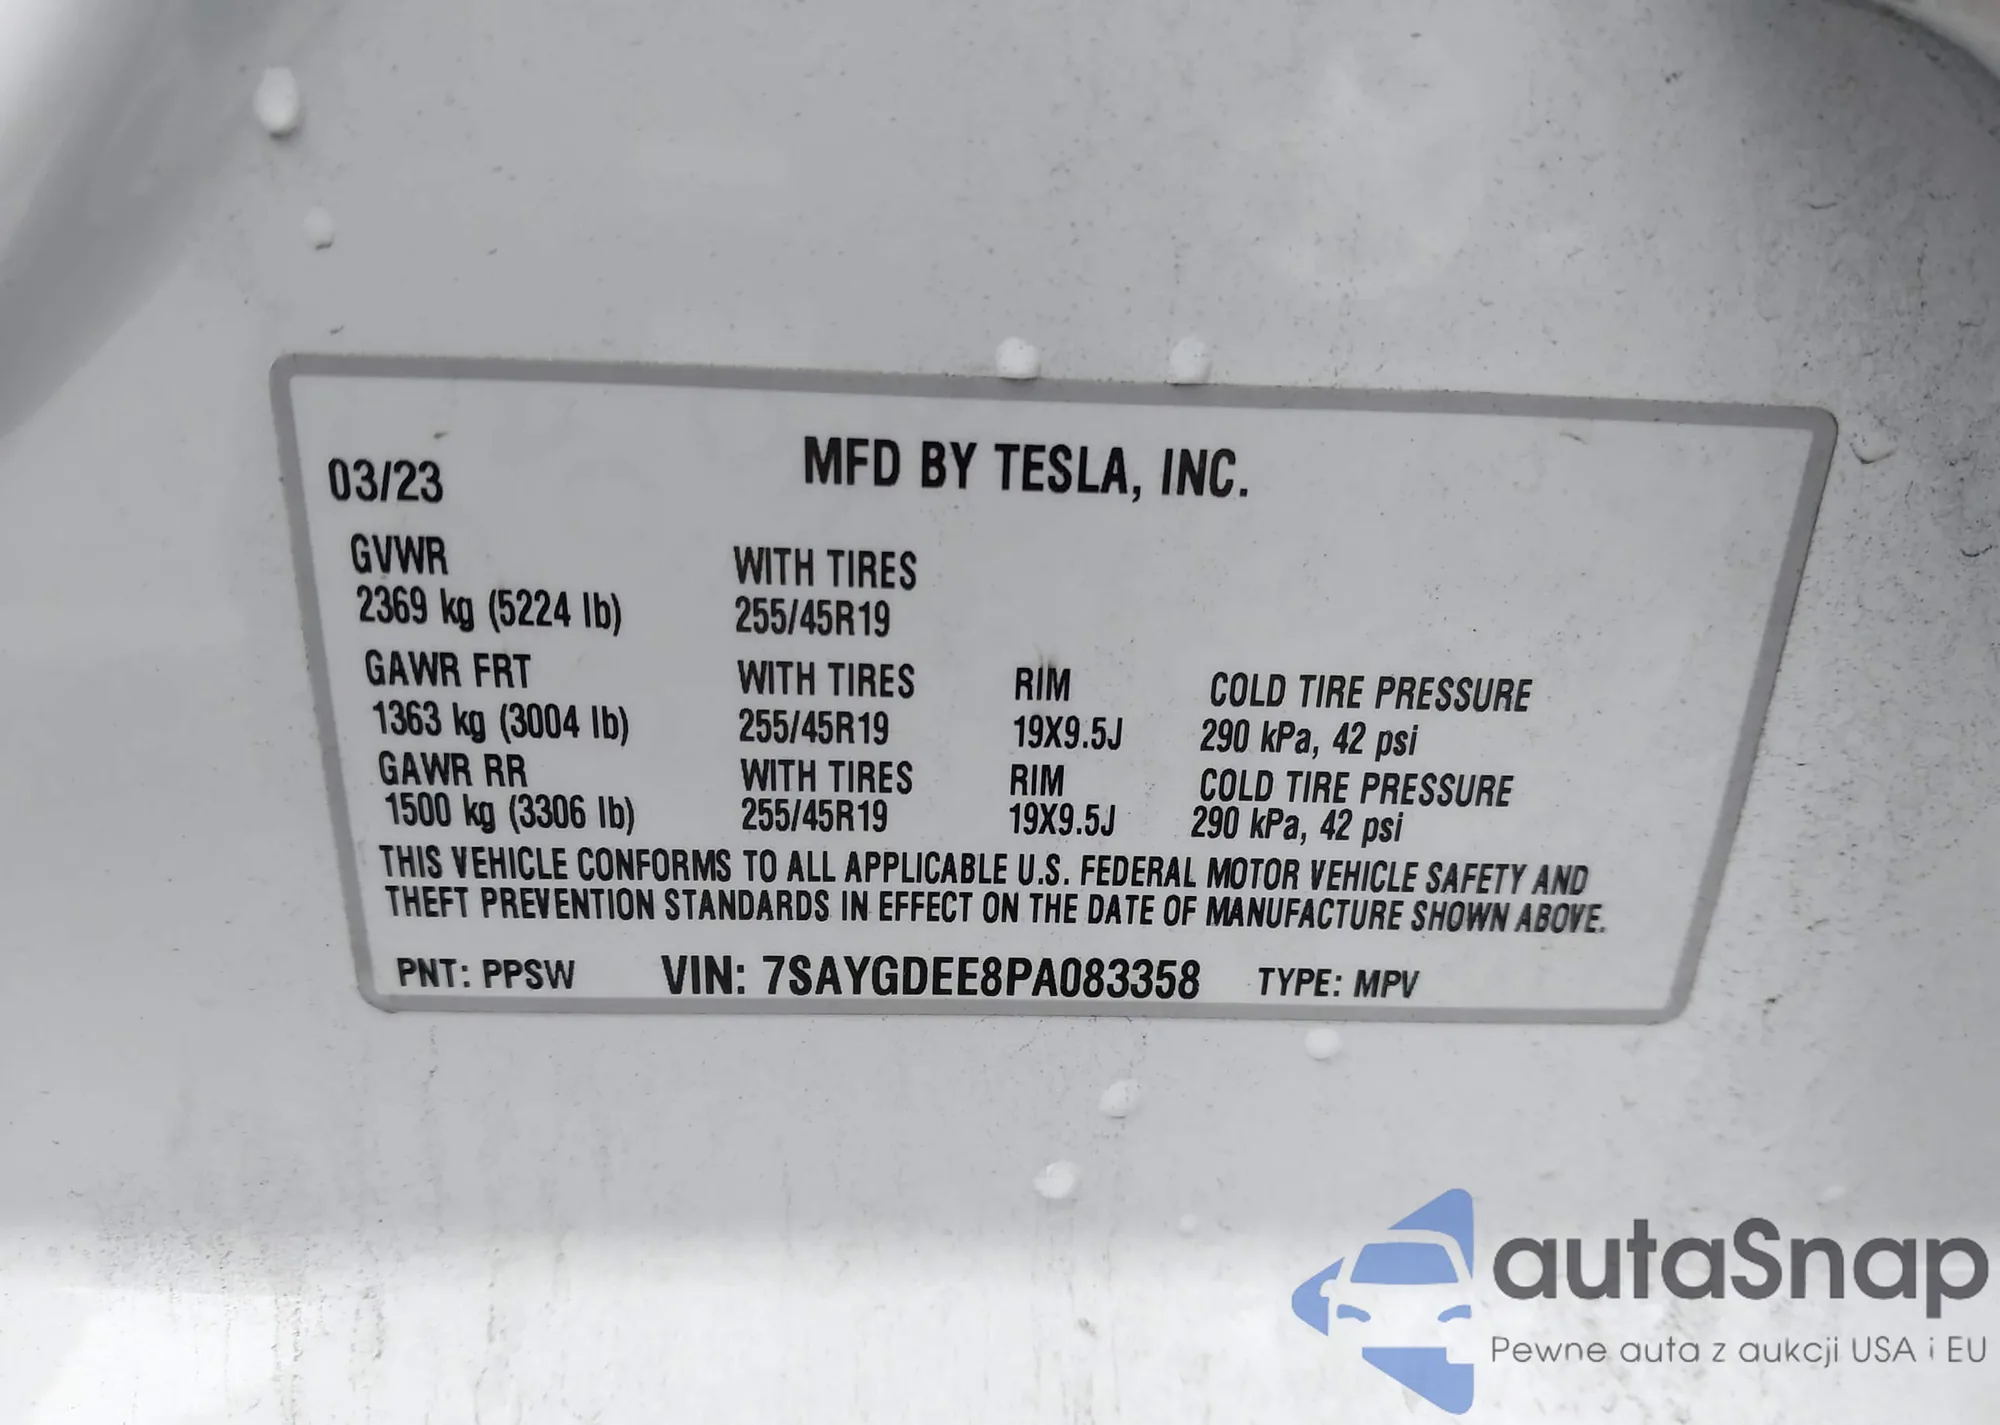 03/23 MFD BY TESLA, INC.
GVWR WITH TIRES
2369 kg (5224 lb) 255/45R19
GAWR FRT WITH TIRES RIM COLD TIRE PRESSURE
1363 kg (3004 lb) 255/45R19 19X9.5J 290 kPa, 42 psi
GAWR RR WITH TIRES RIM COLD TIRE PRESSURE
1500 kg (3306 lb) 255/45R19 19X9.5J 290 kPa, 42 psi
THIS VEHICLE CONFORMS TO ALL APPLICABLE U.S. FEDERAL MOTOR VEHICLE SAFETY AND
THEFT PREVENTION STANDARDS IN EFFECT ON THE DATE OF MANUFACTURE SHOWN ABOVE.
PNT: PPSW VIN: 7SAYGDEE8PA083358 TYPE: MPV
autaSnap
Pewne auta z aukcji USA i EU